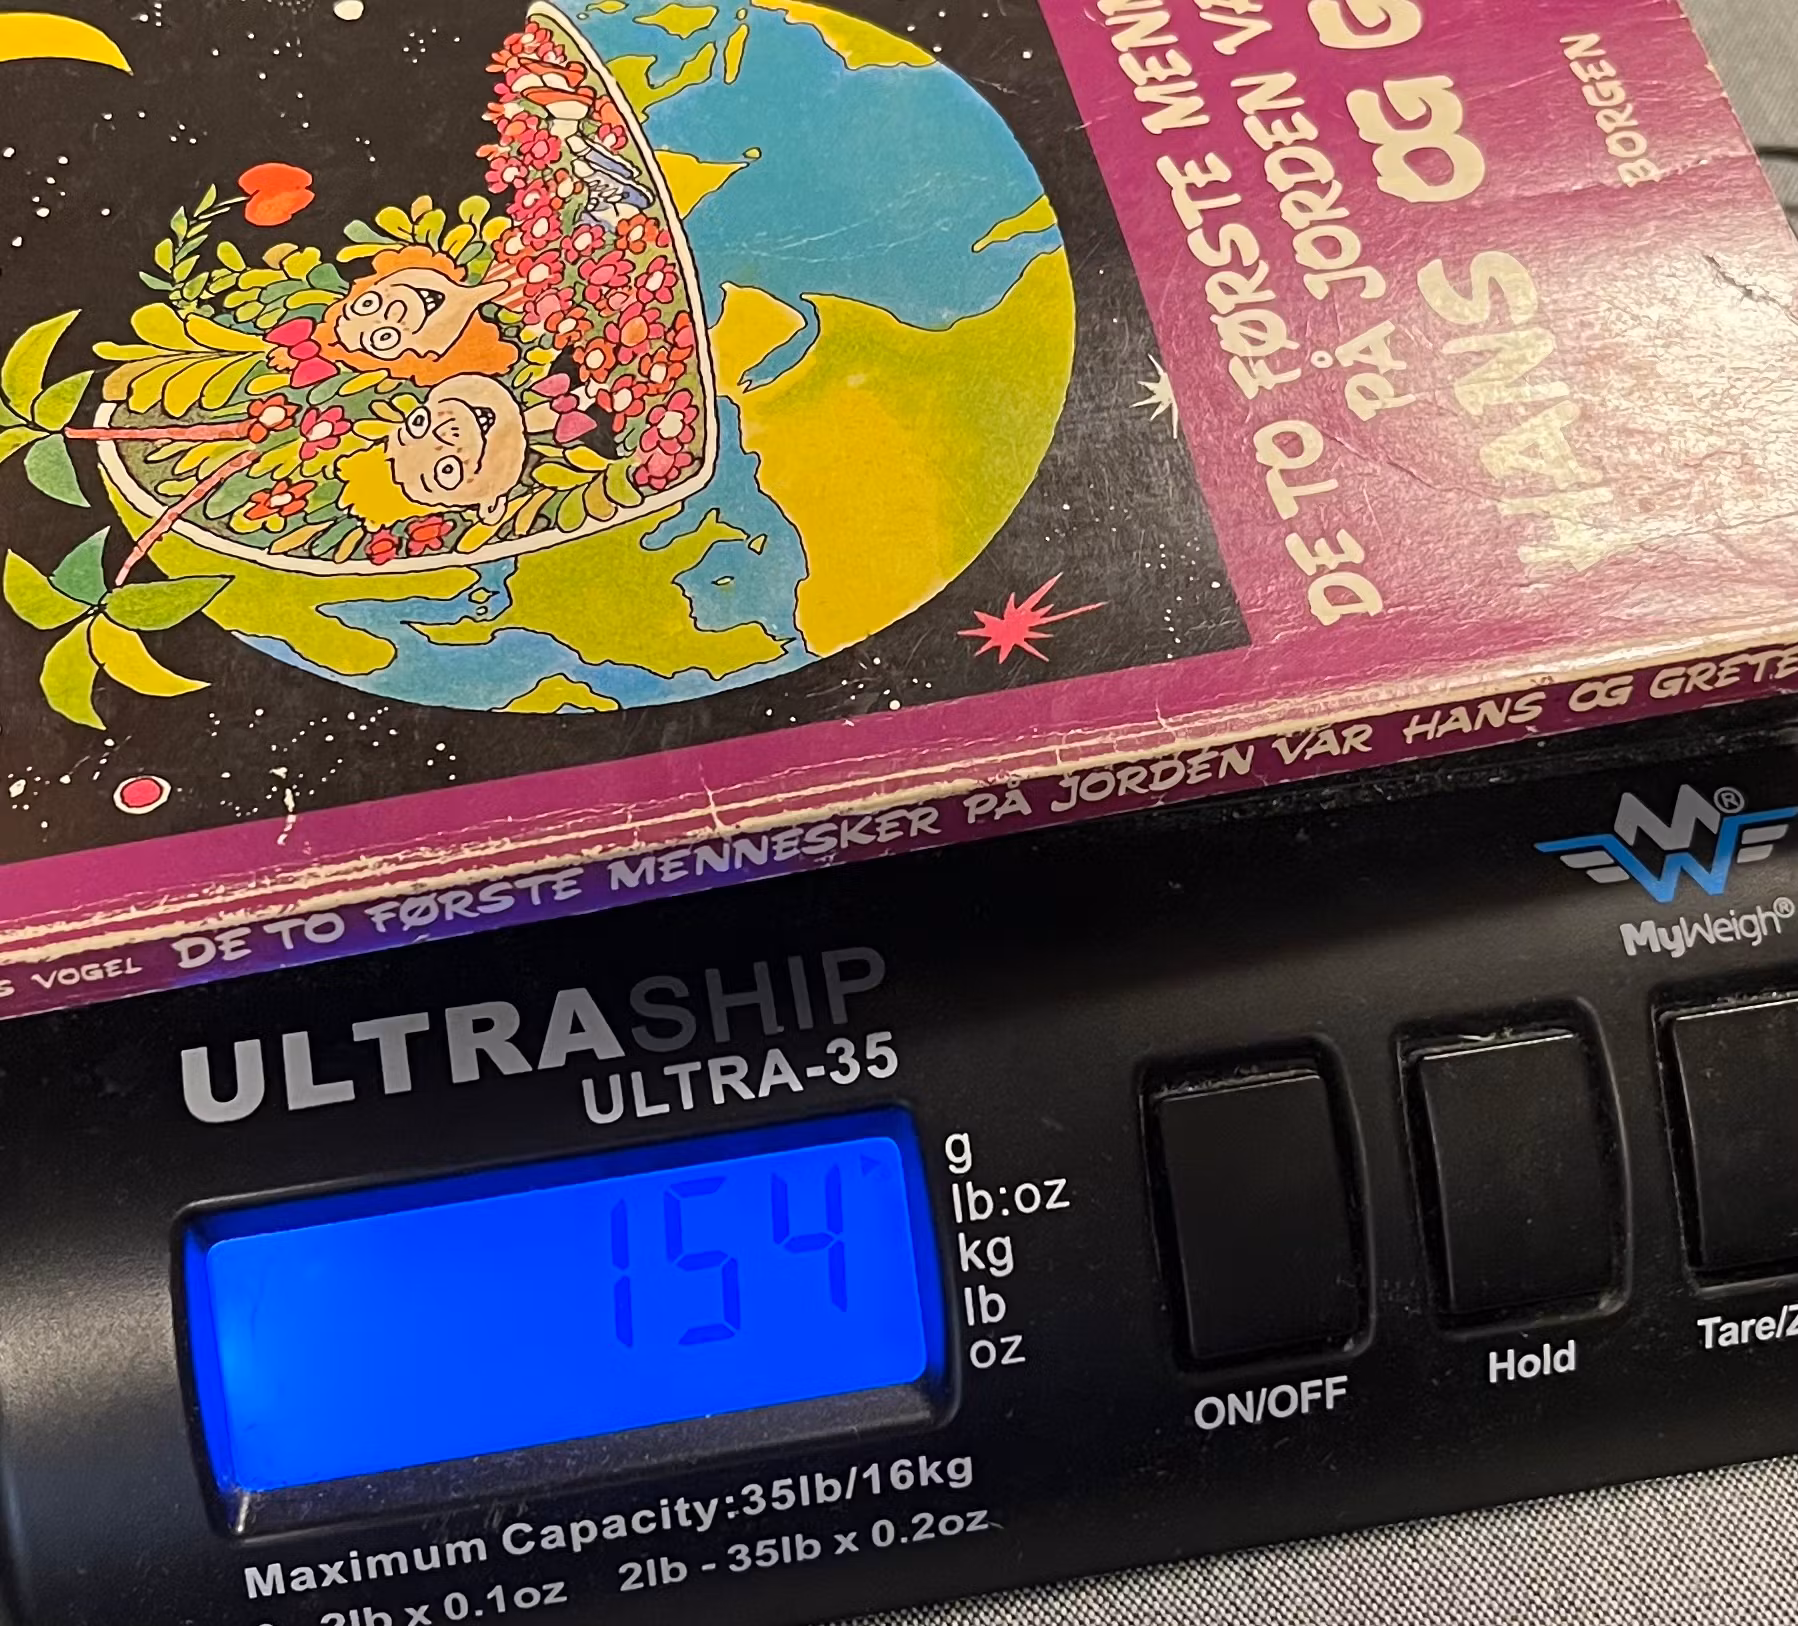 DE TO FØRSTE MENN
PÅ JORDEN VA
HANS OG G
BORGEN
S VOGEL DE TO FØRSTE MENNESKER PÅ JORDEN VAR HANS OG GRETE
MW®
MyWeigh®
ULTRASHIP
ULTRA-35
154
g
lb:oz
kg
lb
oz
ON/OFF
Hold
Tare/Z
Maximum Capacity:35lb/16kg
2lb x 0.1oz 2lb - 35lb x 0.2oz